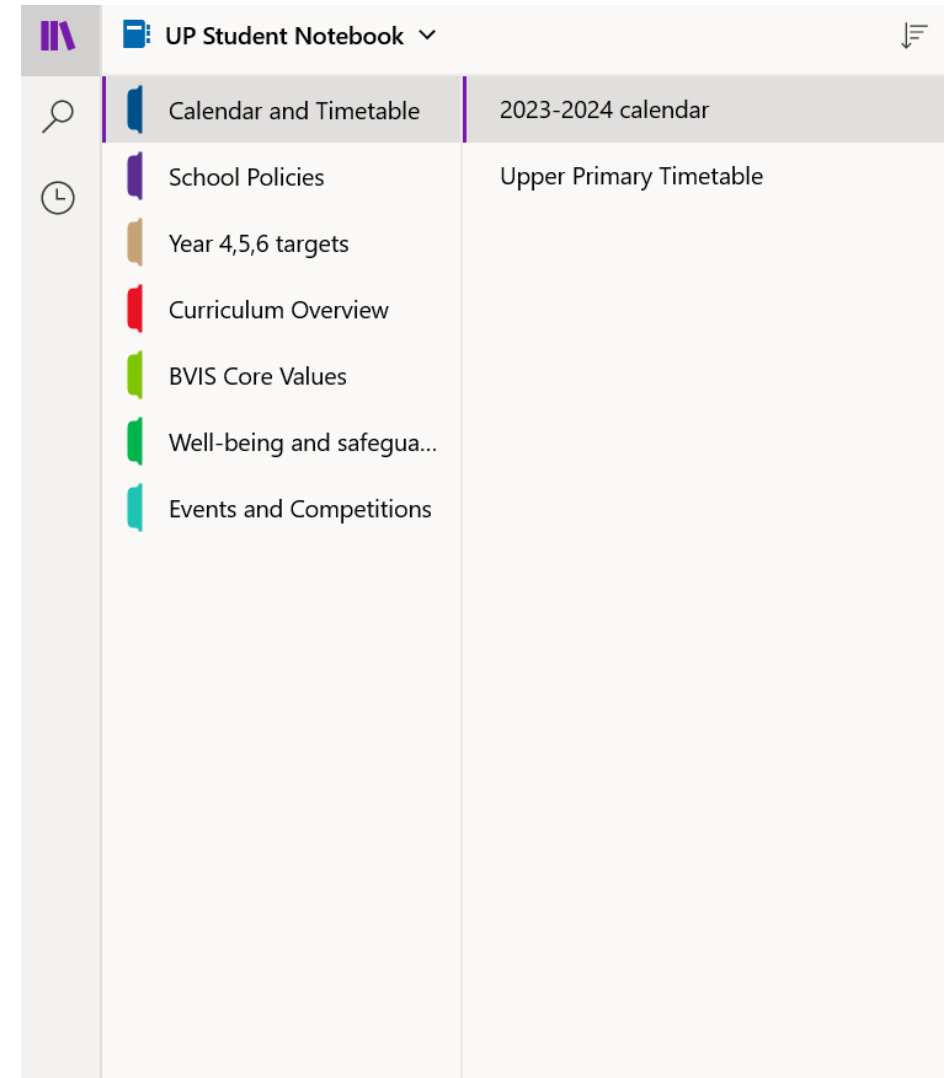 UP Student Notebook
Calendar and Timetable
School Policies
Year 4,5,6 targets
Curriculum Overview
BVIS Core Values
Well-being and safegua...
Events and Competitions
2023-2024 calendar
Upper Primary Timetable